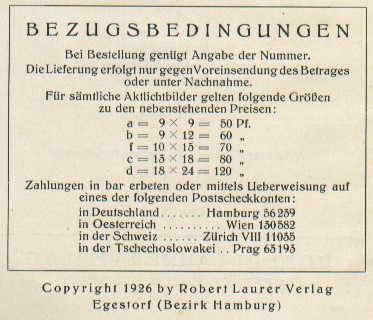 BEZUGSBEDINGUNGEN
Bei Bestellung genügt Angabe der Nummer.
Die Lieferung erfolgt nur gegen Voreinsendung des Betrages
oder unter Nachnahme.
Für sämtliche Aktlichtbilder gelten folgende Größen
zu den nebenstehenden Preisen:
a = 9 × 9 = 50 Pf.
b = 9 × 12 = 60 „
f = 10 × 15 = 70 „
c = 13 × 18 = 80 „
d = 18 × 24 = 120 „
Zahlungen in bar erbeten oder mittels Ueberweisung auf
eines der folgenden Postscheckkonten:
in Deutschland....... Hamburg 56239
in Oesterreich .......... Wien 130582
in der Schweiz .... Zürich VIII 11035
in der Tschechoslowakei .. Prag 63193
Copyright 1926 by Robert Laurer Verlag
Egestorf (Bezirk Hamburg)